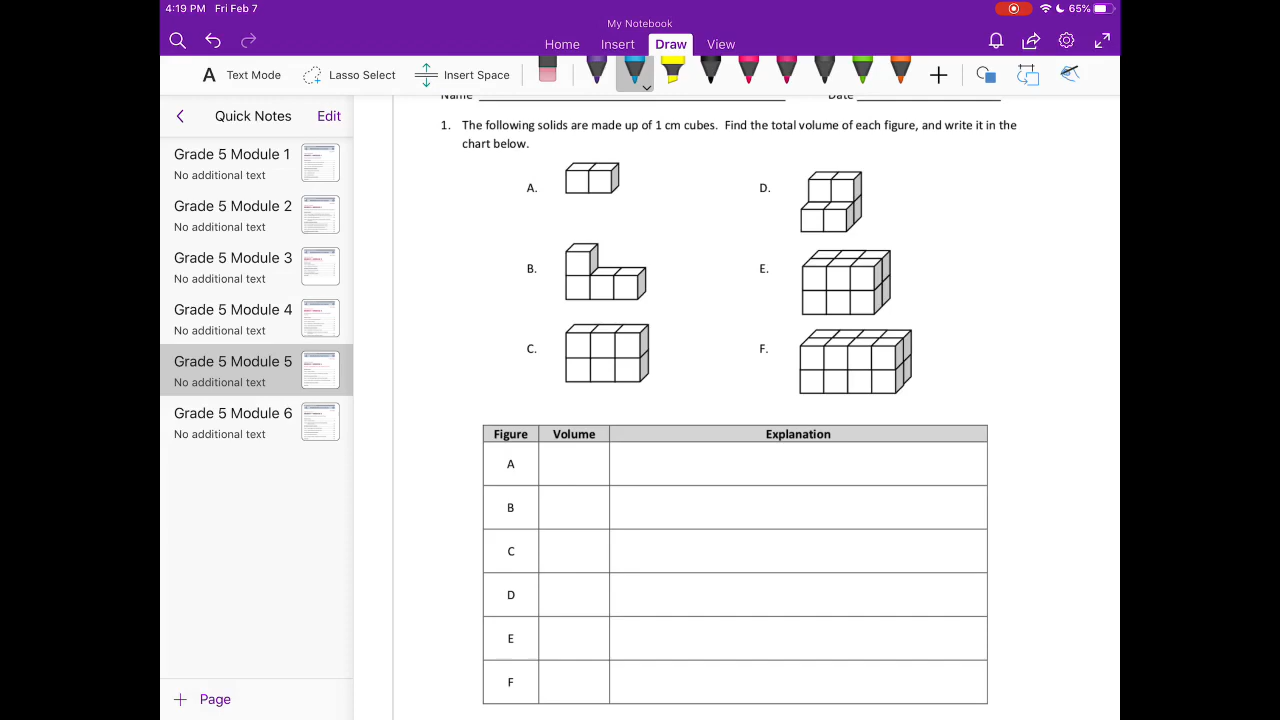 4:19 PM Fri Feb 7
65%
My Notebook
Home Insert Draw View
A Text Mode Lasso Select Insert Space
Quick Notes Edit
Grade 5 Module 1
No additional text
Grade 5 Module 2
No additional text
Grade 5 Module 3
No additional text
Grade 5 Module 4
No additional text
Grade 5 Module 5
No additional text
Grade 5 Module 6
No additional text
+ Page
Name Date
1. The following solids are made up of 1 cm cubes. Find the total volume of each figure, and write it in the
chart below.
A. D.
B. E.
C. F.
Figure Volume Explanation
A
B
C
D
E
F